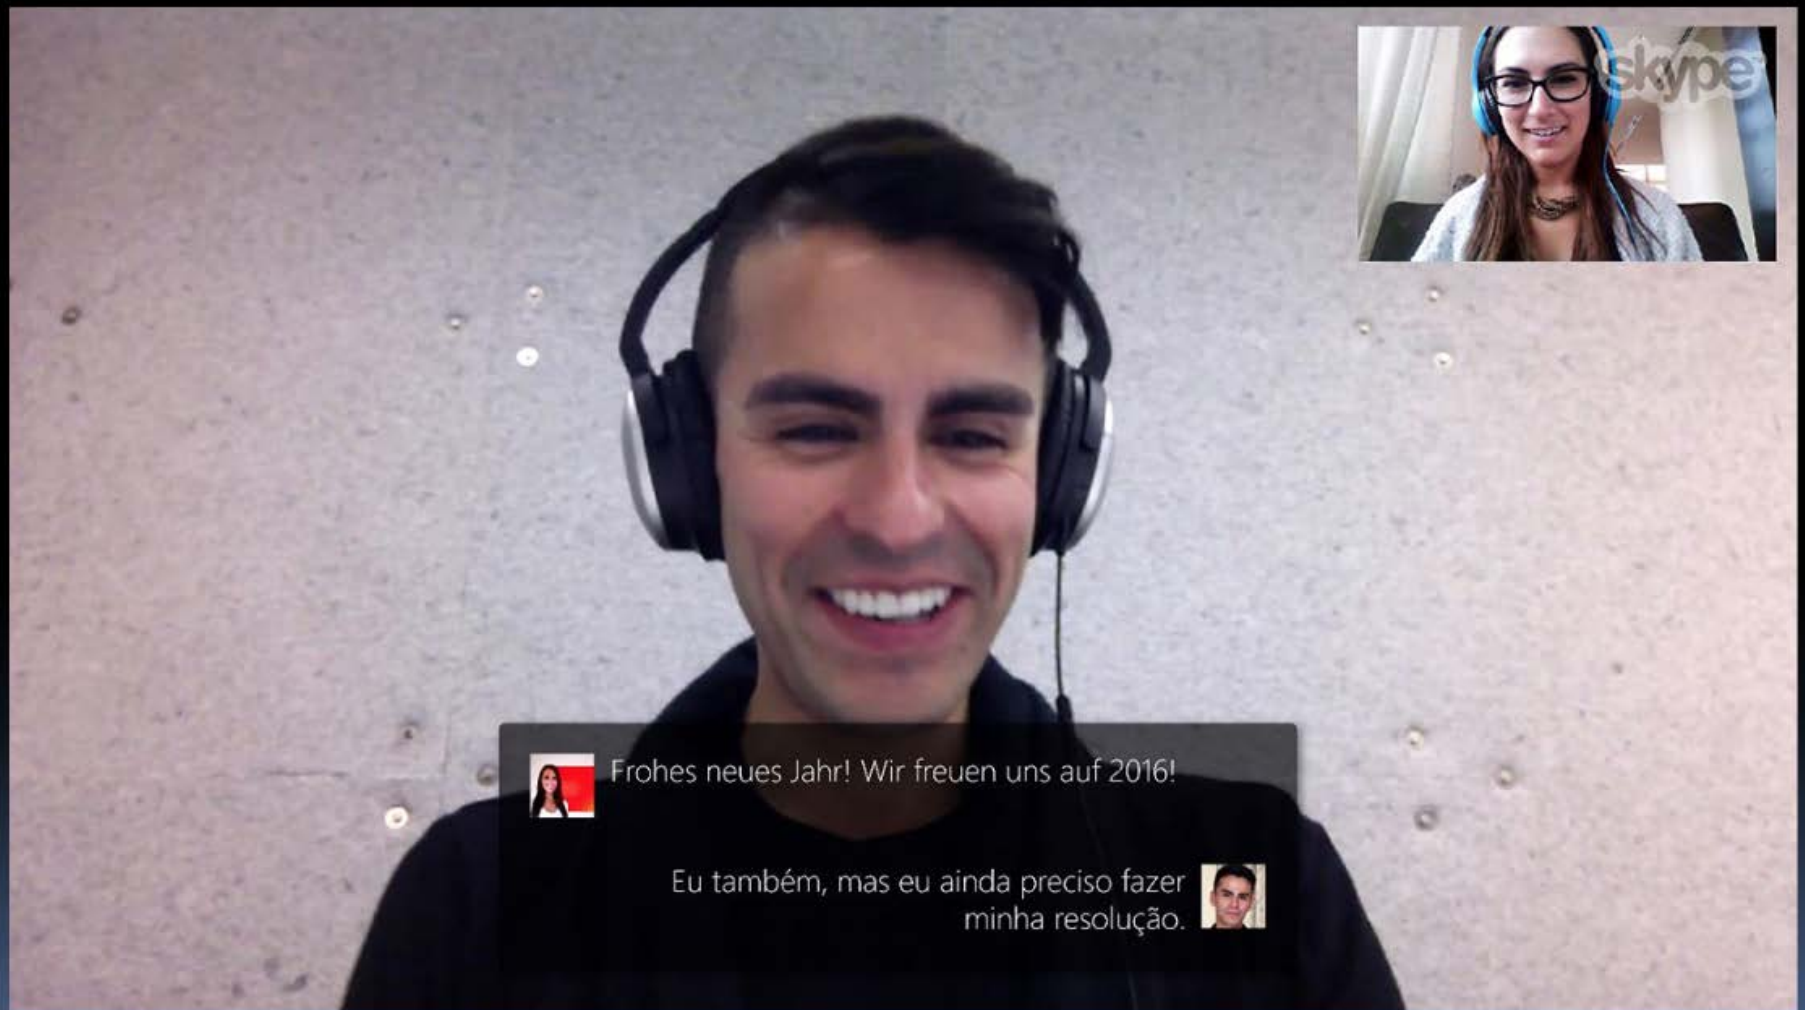 skype
Frohes neues Jahr! Wir freuen uns auf 2016!
Eu também, mas eu ainda preciso fazer
minha resolução.